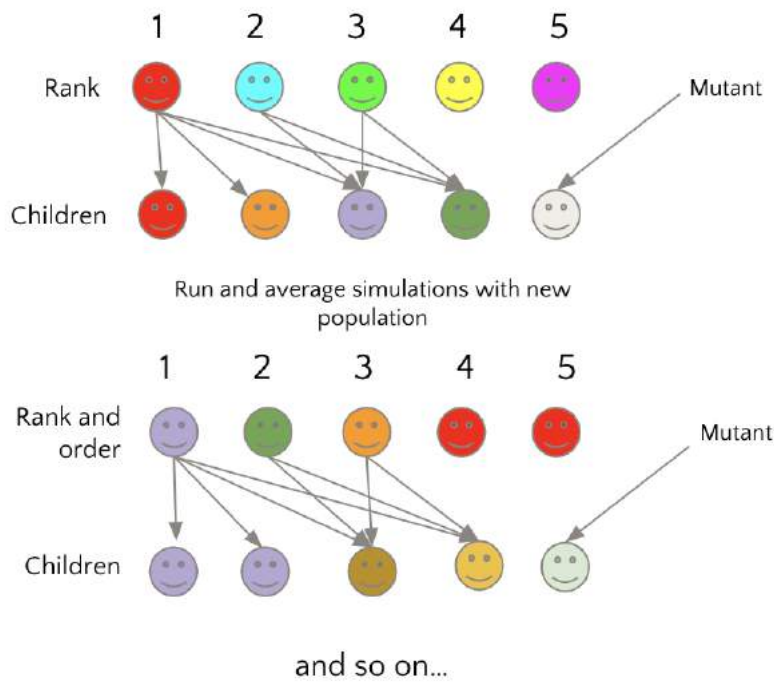 1 2 3 4 5
Rank
Mutant
Children
Run and average simulations with new
population
1 2 3 4 5
Rank and
order
Mutant
Children
and so on...